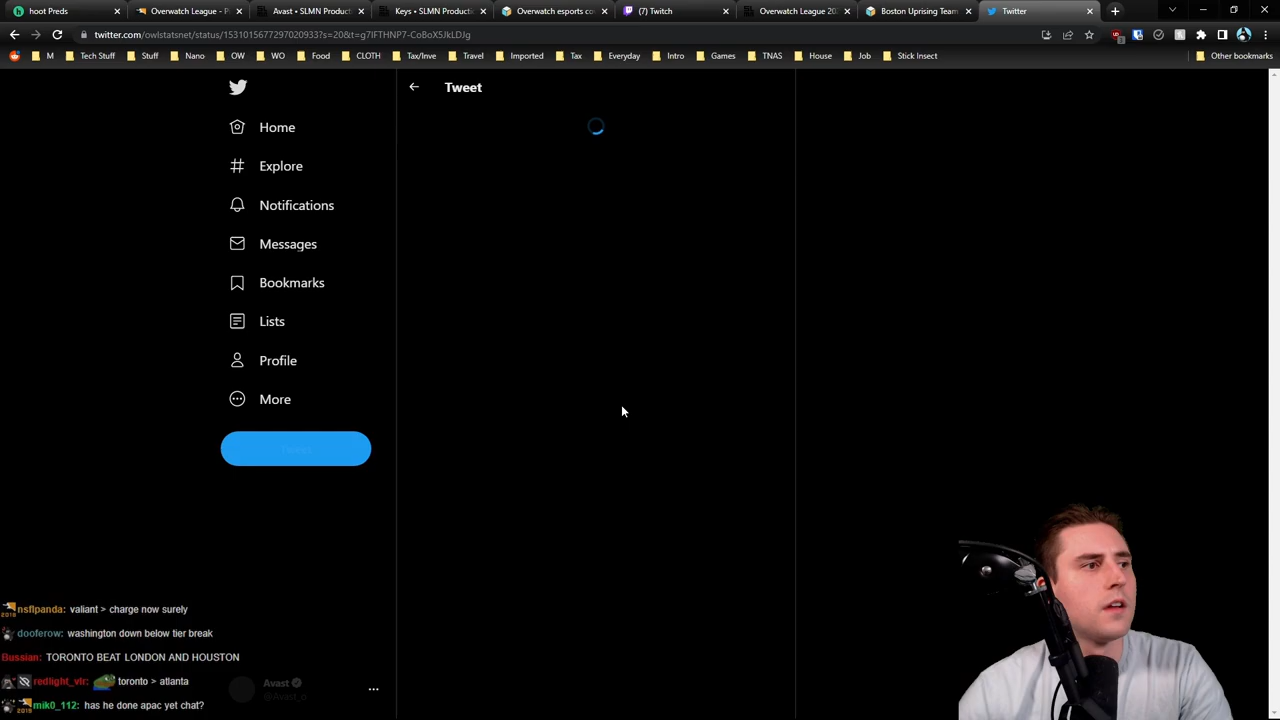 hoot Preds
Overwatch League - P
Avast • SLMN Product
Keys • SLMN Producti
Overwatch esports co
(7) Twitch
Overwatch League 202
Boston Uprising Team
Twitter
twitter.com/owlstatsnet/status/1531015677297020933?s=20&t=g7IFTHNP7-CoBoX5JkLDJg
M
Tech Stuff
Stuff
Nano
OW
WO
Food
CLOTH
Tax/Inve
Travel
Imported
Tax
Everyday
Intro
Games
TNAS
House
Job
Stick Insect
Other bookmarks
Tweet
Home
Explore
Notifications
Messages
Bookmarks
Lists
Profile
More
Tweet
Avast
@Avast_o
nsflpanda: valiant > charge now surely
dooferow: washington down below tier break
Bussian: TORONTO BEAT LONDON AND HOUSTON
redlight_vlr: toronto > atlanta
mik0_112: has he done apac yet chat?